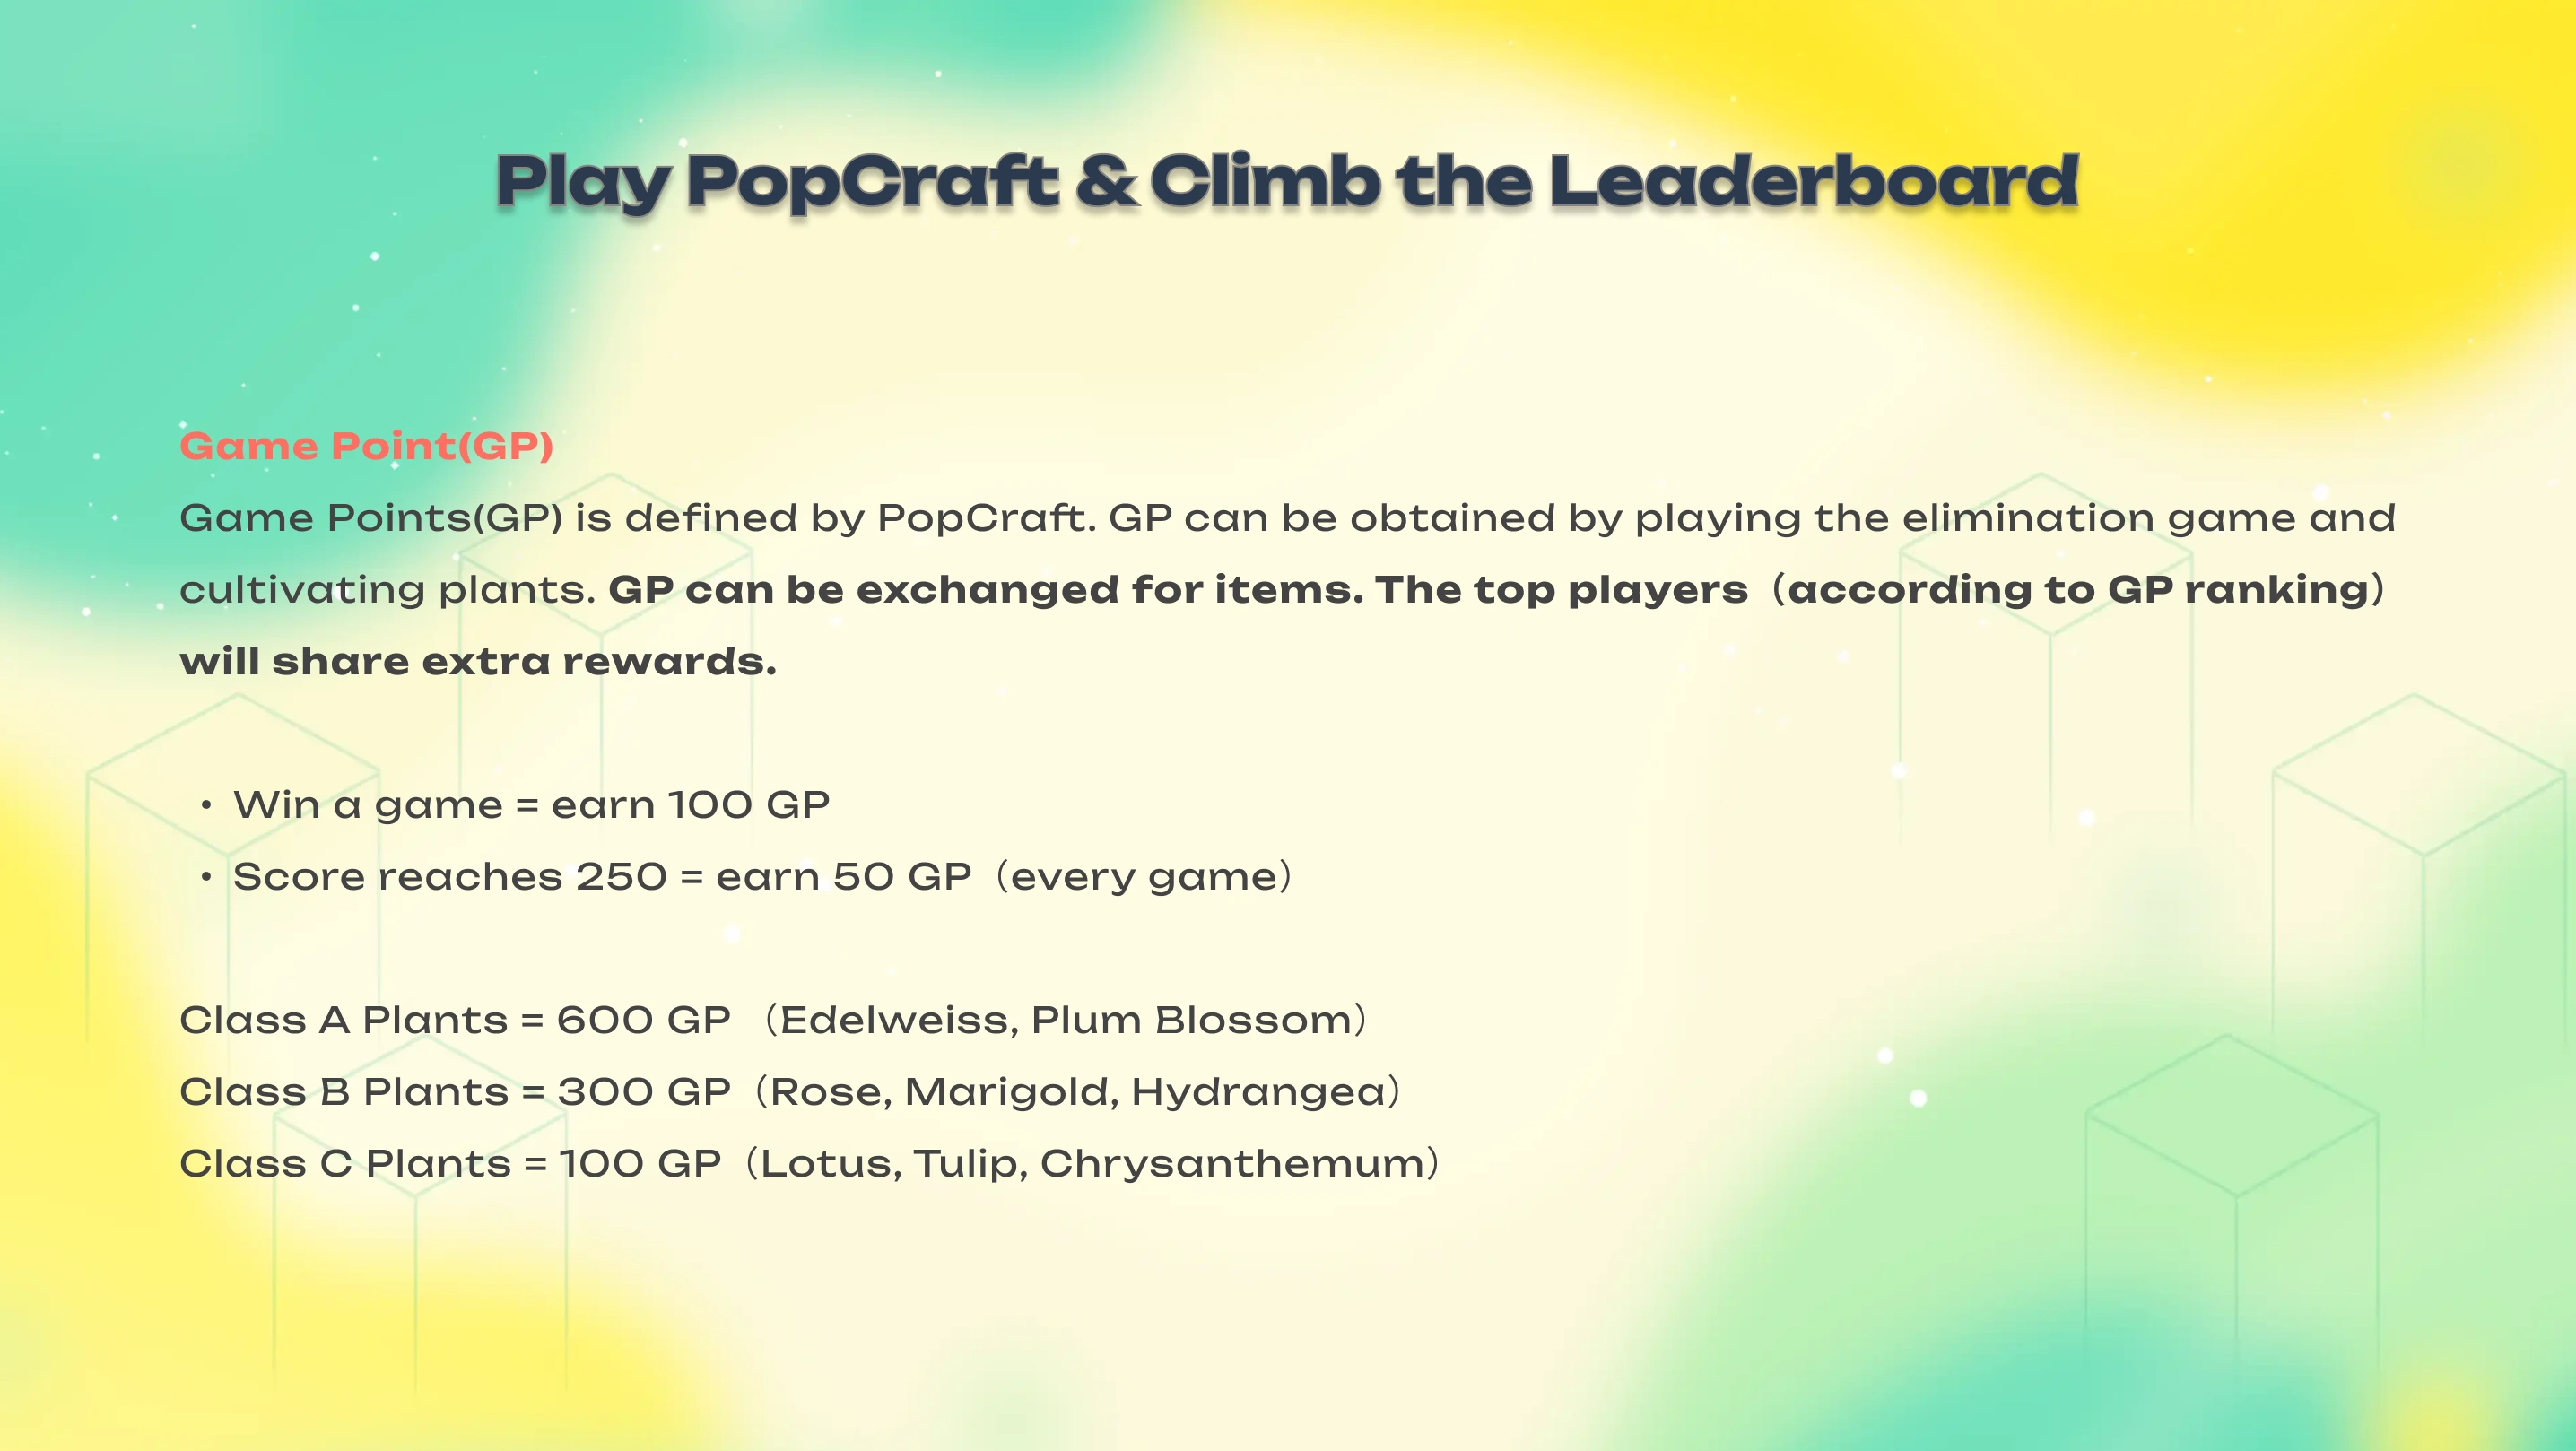 Play PopCraft & Climb the Leaderboard
Game Point(GP)
Game Points(GP) is defined by PopCraft. GP can be obtained by playing the elimination game and
cultivating plants. GP can be exchanged for items. The top players（according to GP ranking）
will share extra rewards.
• Win a game = earn 100 GP
• Score reaches 250 = earn 50 GP（every game）
Class A Plants = 600 GP （Edelweiss, Plum Blossom）
Class B Plants = 300 GP（Rose, Marigold, Hydrangea）
Class C Plants = 100 GP（Lotus, Tulip, Chrysanthemum）